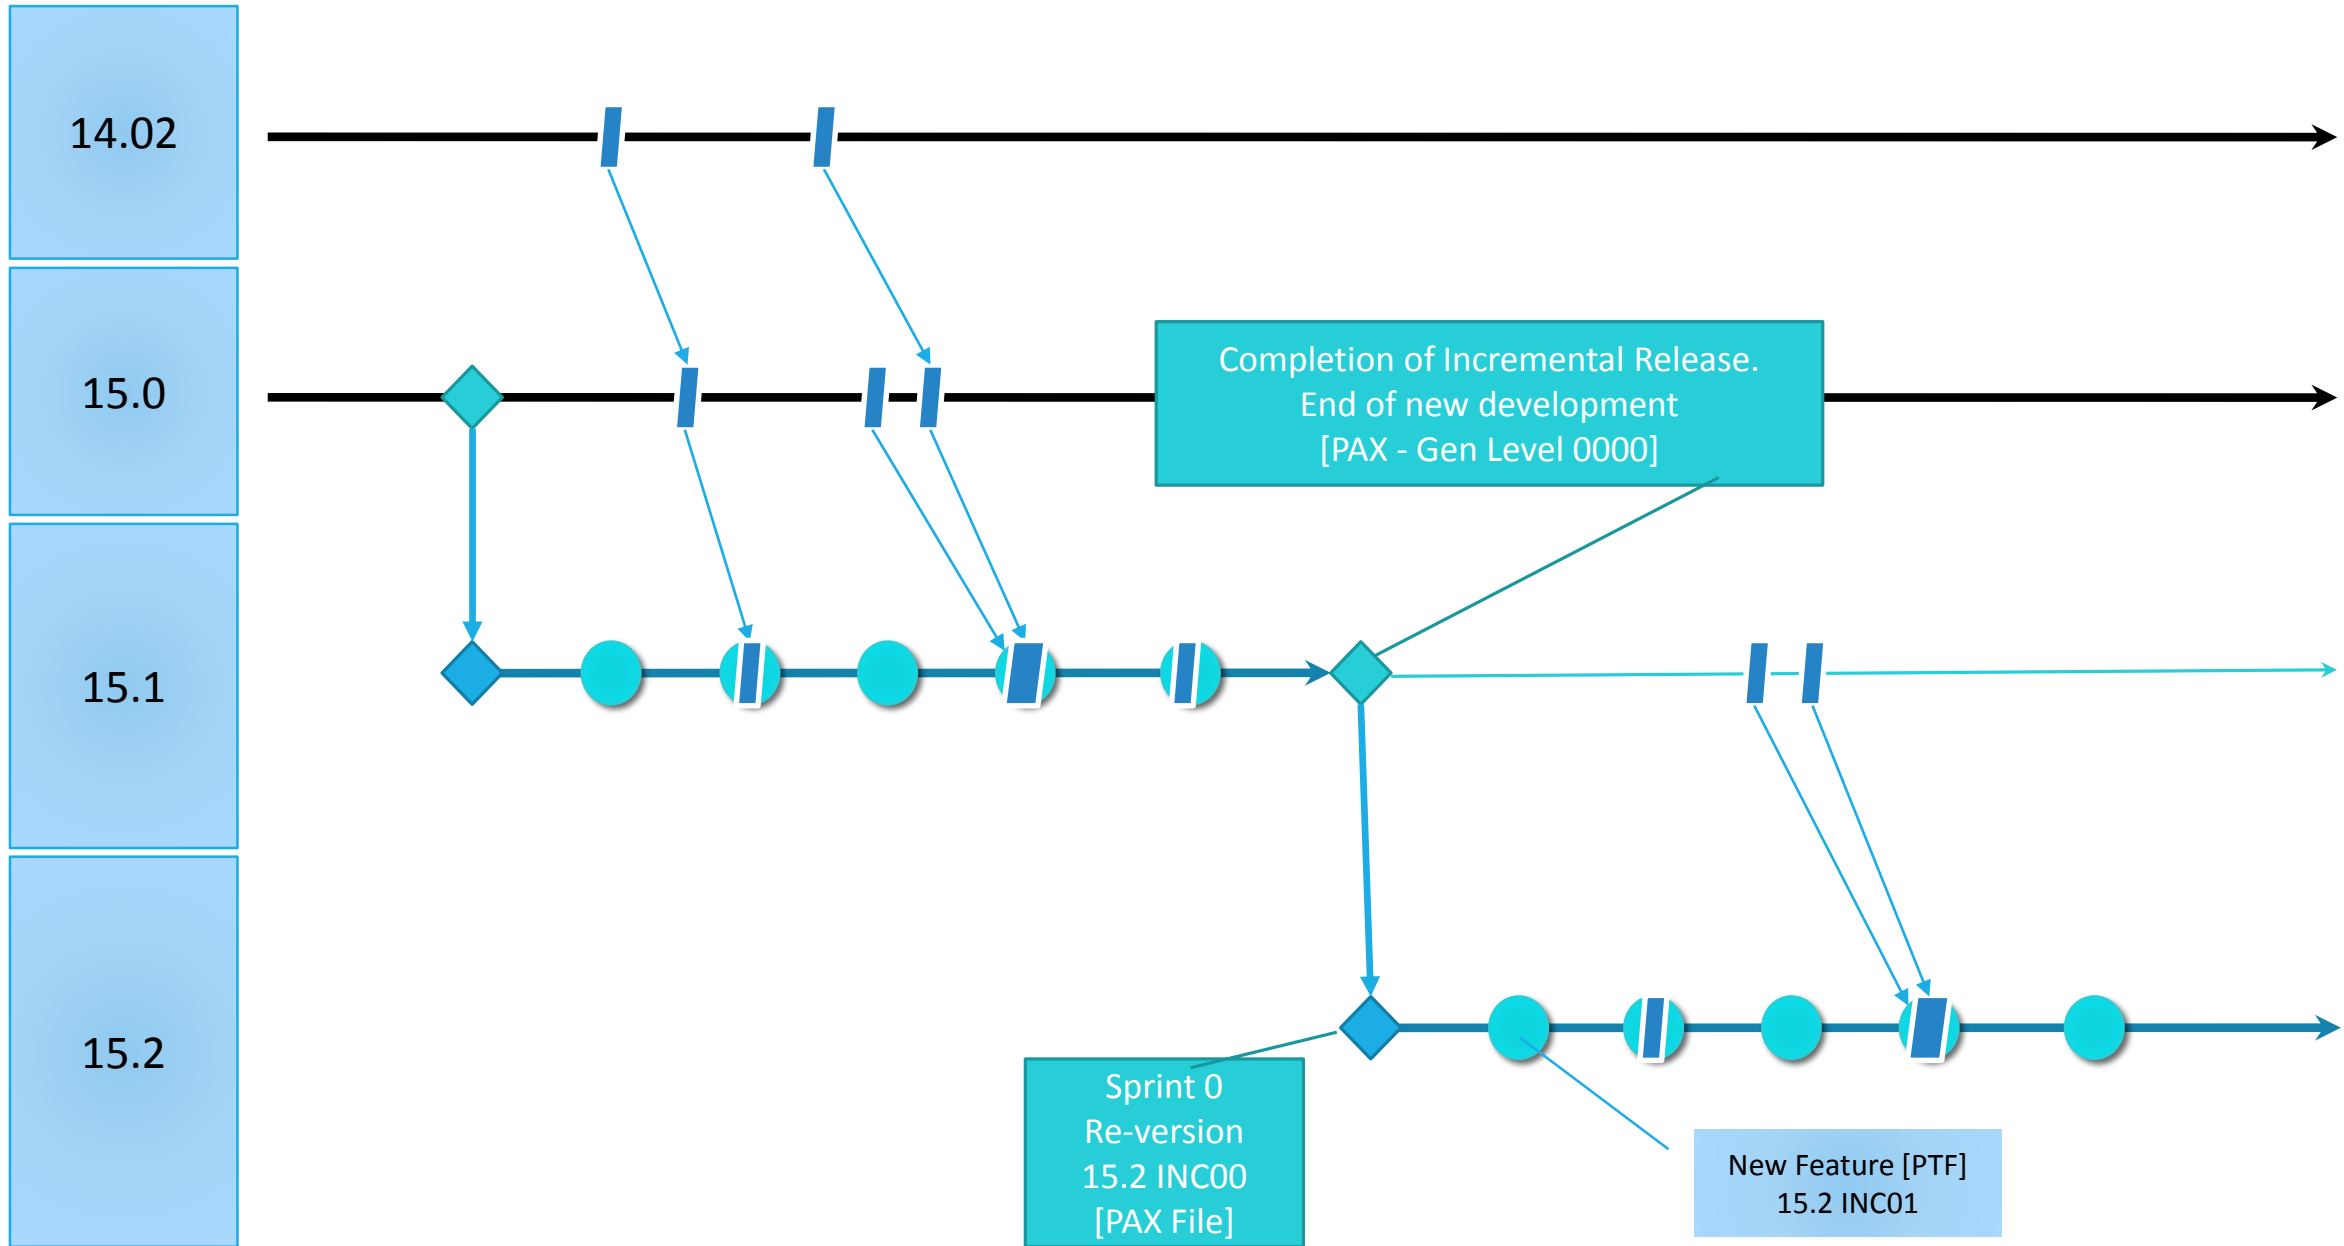 14.02
15.0
Completion of Incremental Release.
End of new development
[PAX - Gen Level 0000]
15.1
15.2
Sprint 0
Re-version
15.2 INC00
[PAX File]
New Feature [PTF]
15.2 INC01